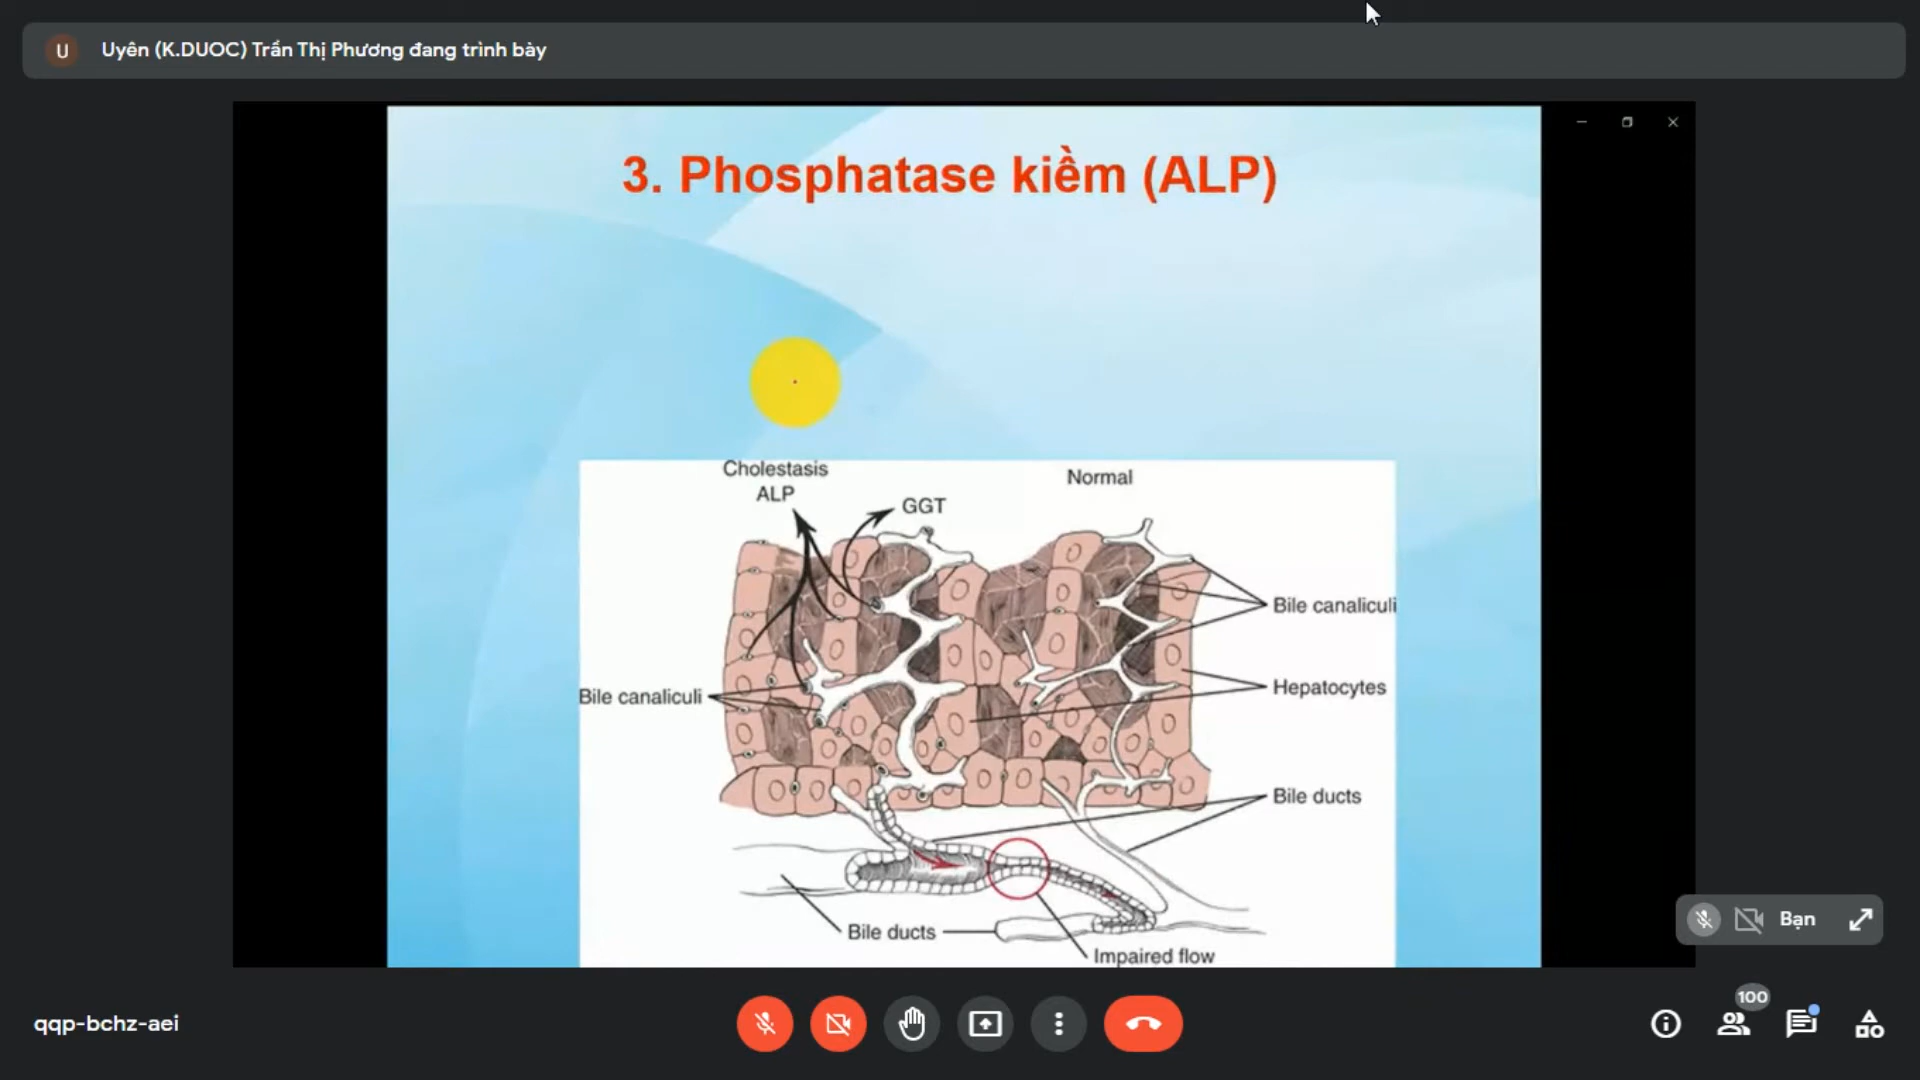 U
Uyên (K.DUOC) Trần Thị Phương đang trình bày
3. Phosphatase kiềm (ALP)
Cholestasis
ALP
GGT
Normal
Bile canaliculi
Bile canaliculi
Hepatocytes
Bile ducts
Bile ducts
Impaired flow
Bạn
qqp-bchz-aei
100